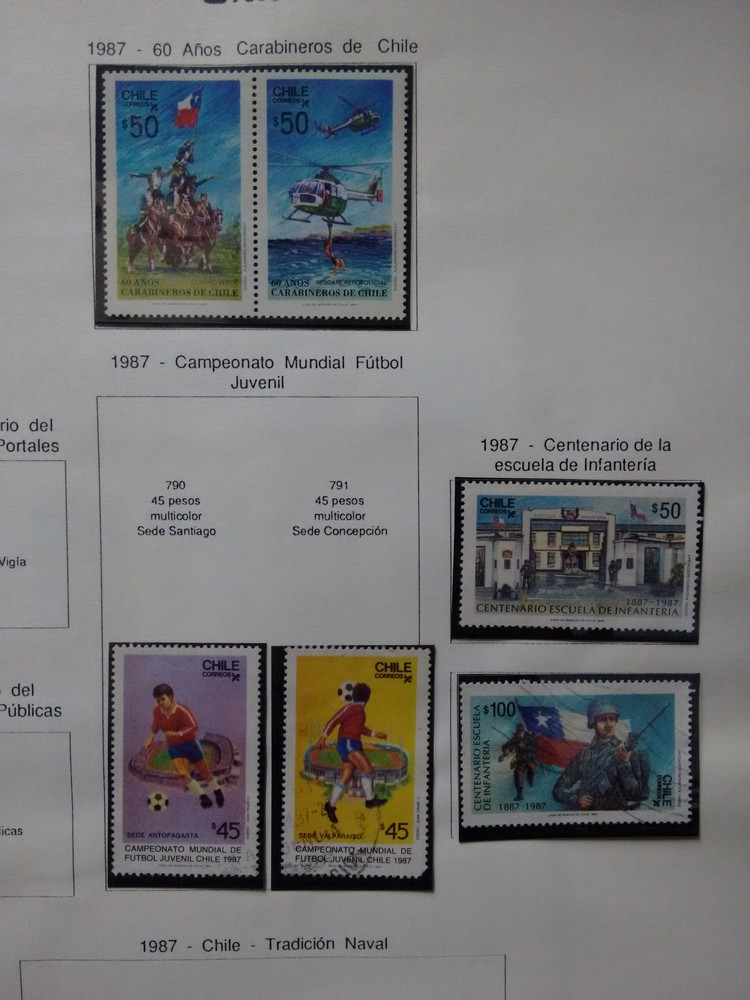 1987 - 60 Años Carabineros de Chile
CHILE
CORREOS
$50
60 AÑOS CUADRO VERDE
CARABINEROS DE CHILE
CHILE
CORREOS
$50
60 AÑOS RESCATE AEROPOLICIAL
CARABINEROS DE CHILE
1987 - Campeonato Mundial Fútbol
Juvenil
790
45 pesos
multicolor
Sede Santiago
791
45 pesos
multicolor
Sede Concepción
CHILE
CORREOS
SEDE ANTOFAGASTA
$45
CAMPEONATO MUNDIAL DE
FUTBOL JUVENIL CHILE 1987
CHILE
CORREOS
SEDE VALPARAISO
$45
CAMPEONATO MUNDIAL DE
FUTBOL JUVENIL CHILE 1987
1987 - Centenario de la
escuela de Infantería
CHILE
CORREOS
$50
1887 - 1987
CENTENARIO ESCUELA DE INFANTERIA
$100
CENTENARIO ESCUELA
DE INFANTERIA
1887 - 1987
CHILE
CORREOS
rio del
Portales
Vigía
del
Públicas
licas
1987 - Chile - Tradición Naval